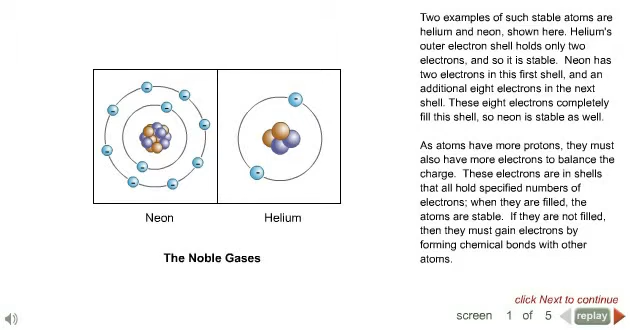 Two examples of such stable atoms are
helium and neon, shown here. Helium's
outer electron shell holds only two
electrons, and so it is stable. Neon has
two electrons in this first shell, and an
additional eight electrons in the next
shell. These eight electrons completely
fill this shell, so neon is stable as well.
As atoms have more protons, they must
also have more electrons to balance the
charge. These electrons are in shells
that all hold specified numbers of
electrons; when they are filled, the
atoms are stable. If they are not filled,
then they must gain electrons by
forming chemical bonds with other
atoms.
Neon
Helium
The Noble Gases
click Next to continue
screen 1 of 5 replay